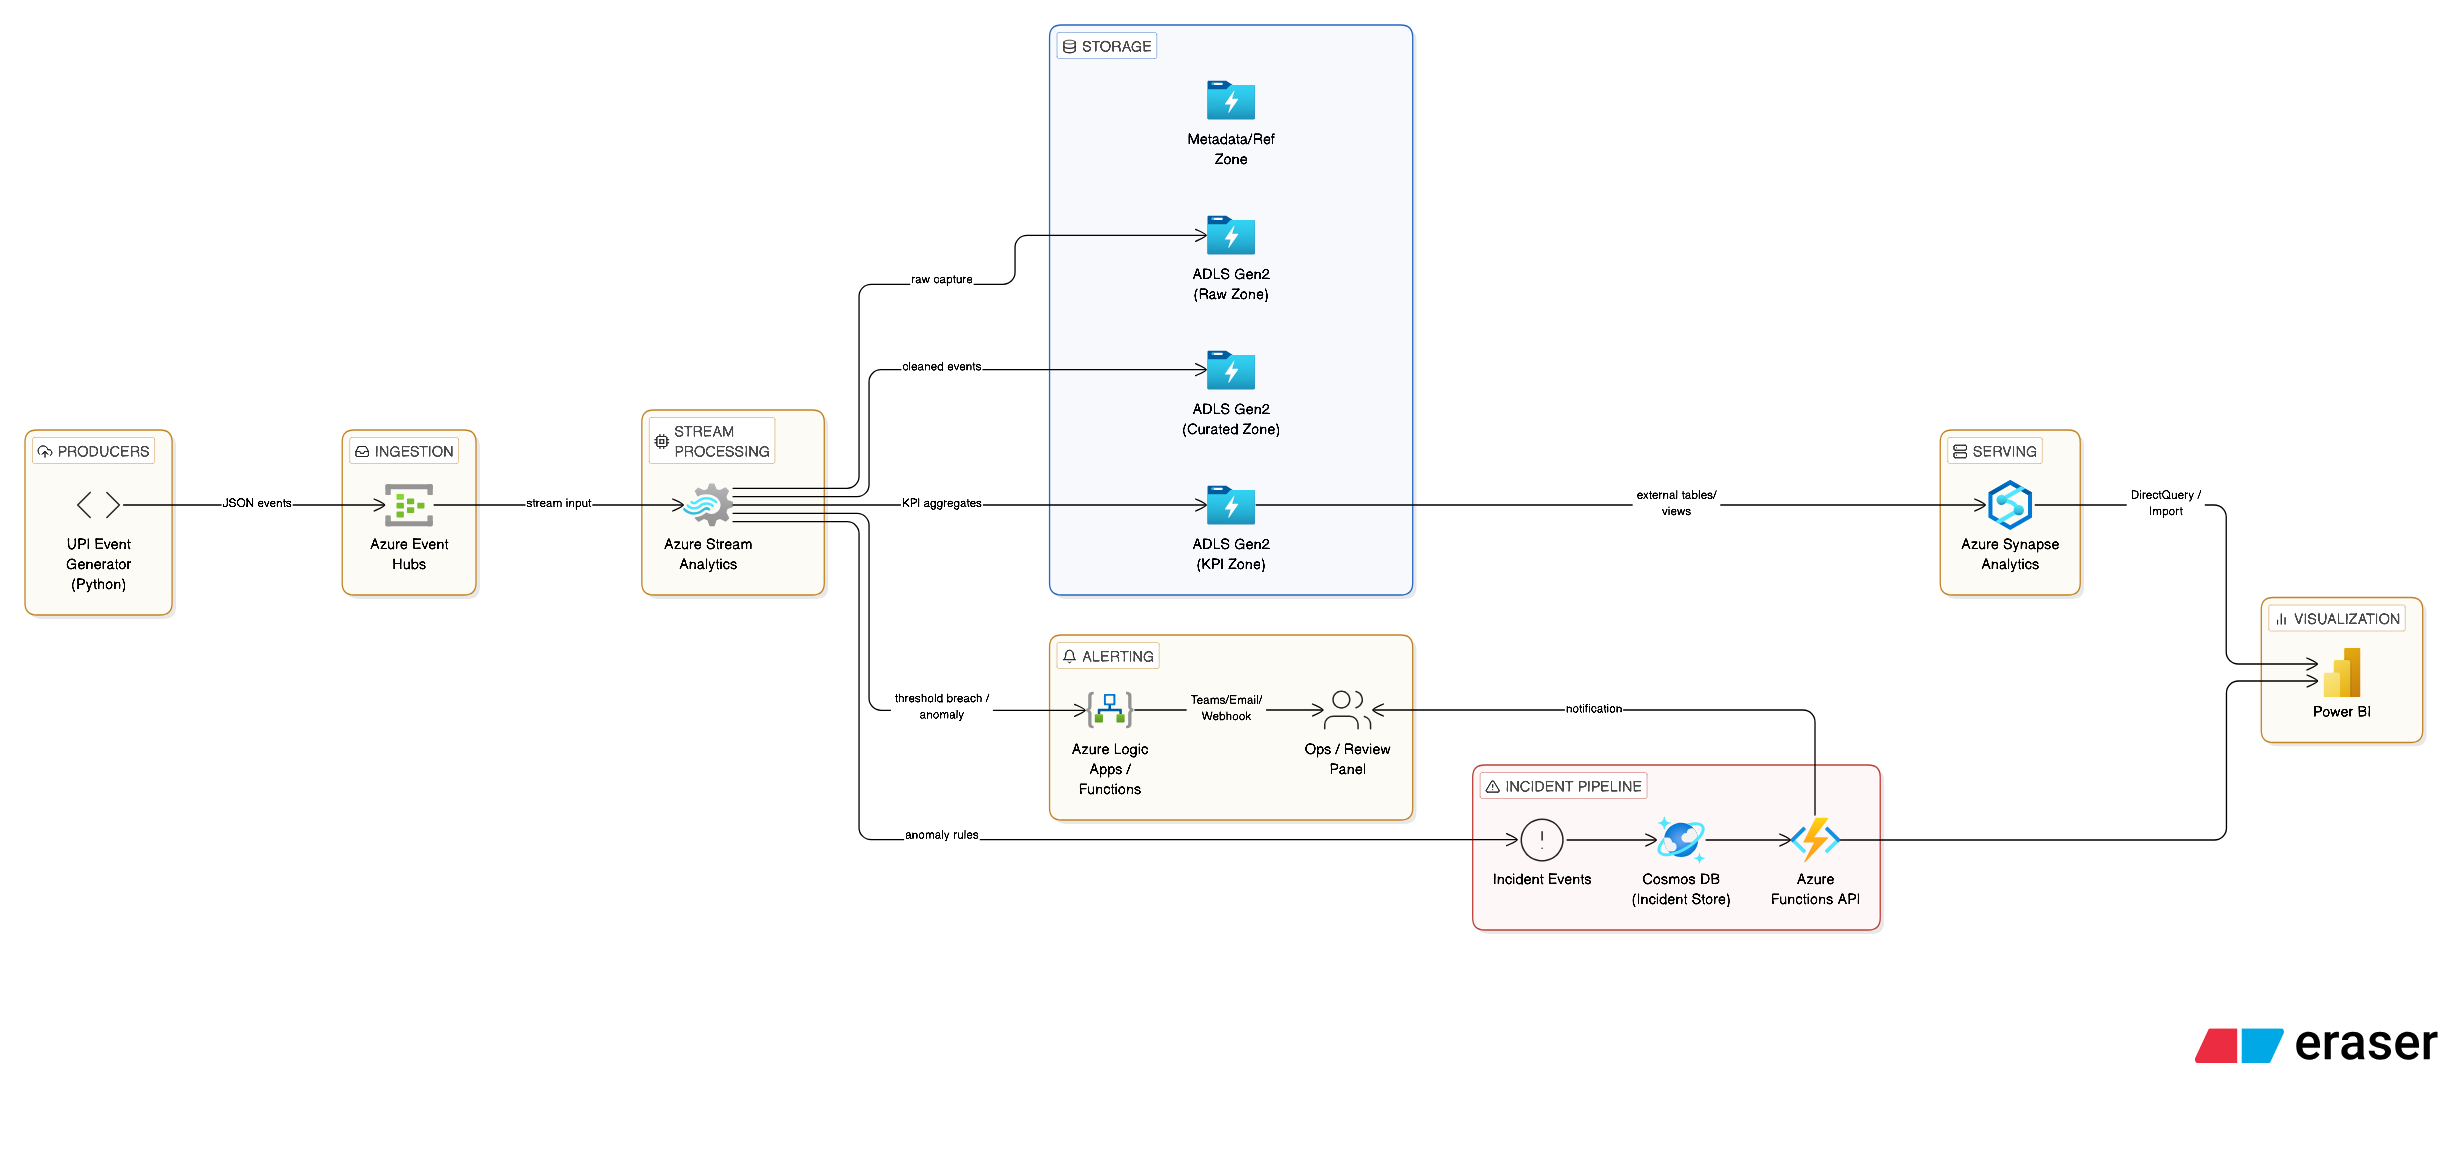 STORAGE
Metadata/Ref
Zone
ADLS Gen2
(Raw Zone)
raw capture
cleaned events
ADLS Gen2
(Curated Zone)
PRODUCERS
UPI Event
Generator
(Python)
JSON events
INGESTION
Azure Event
Hubs
stream input
STREAM
PROCESSING
Azure Stream
Analytics
KPI aggregates
ADLS Gen2
(KPI Zone)
external tables/
views
SERVING
Azure Synapse
Analytics
DirectQuery /
Import
VISUALIZATION
Power BI
ALERTING
threshold breach /
anomaly
Azure Logic
Apps /
Functions
Teams/Email/
Webhook
Ops / Review
Panel
notification
anomaly rules
INCIDENT PIPELINE
Incident Events
Cosmos DB
(Incident Store)
Azure
Functions API
eraser